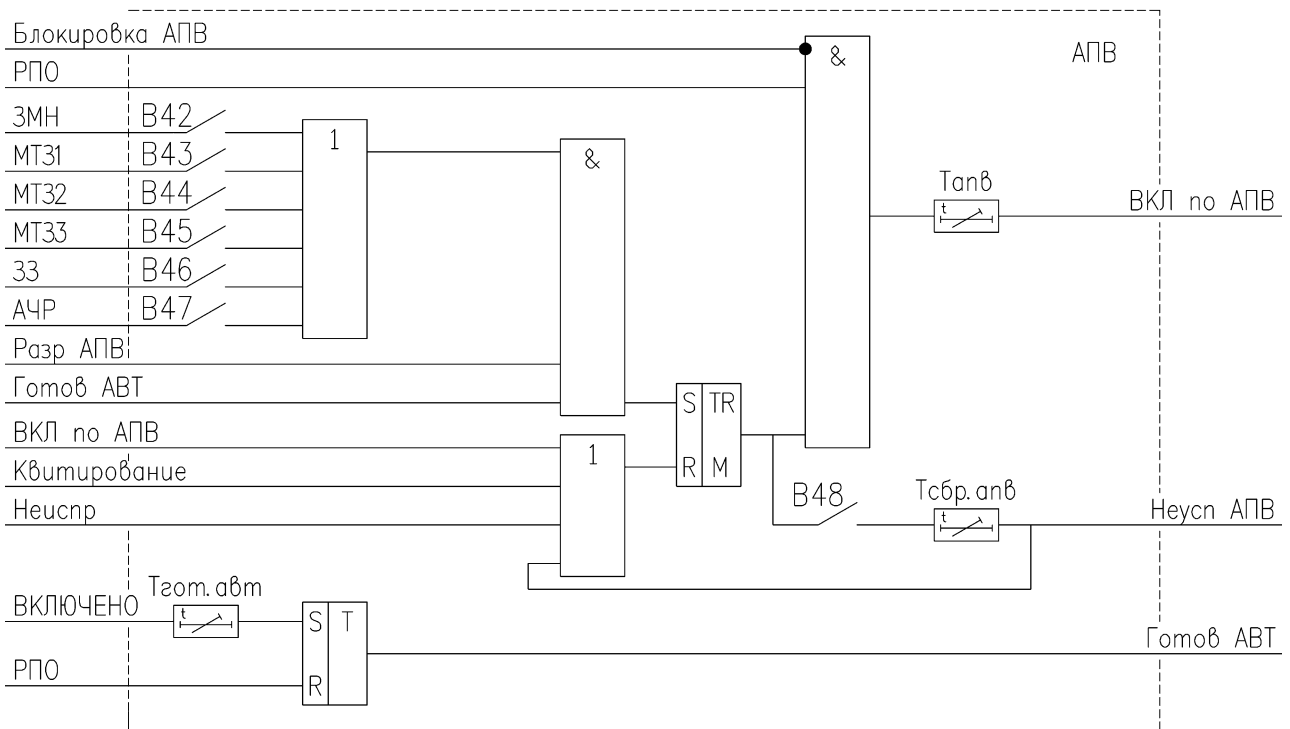 Блокировка АПВ
&
АПВ
РПО
ЗМН В42
1
МТЗ1 В43
&
МТЗ2 В44
Тапв
t
ВКЛ по АПВ
МТЗ3 В45
ЗЗ В46
АЧР В47
Разр АПВ
Готов АВТ
S TR
ВКЛ по АПВ
1
R M
Квитирование
В48
Тсбр.апв
t
Неиспр
Неусп АПВ
Тгот.авт
ВКЛЮЧЕНО
t
S T
Готов АВТ
РПО
R